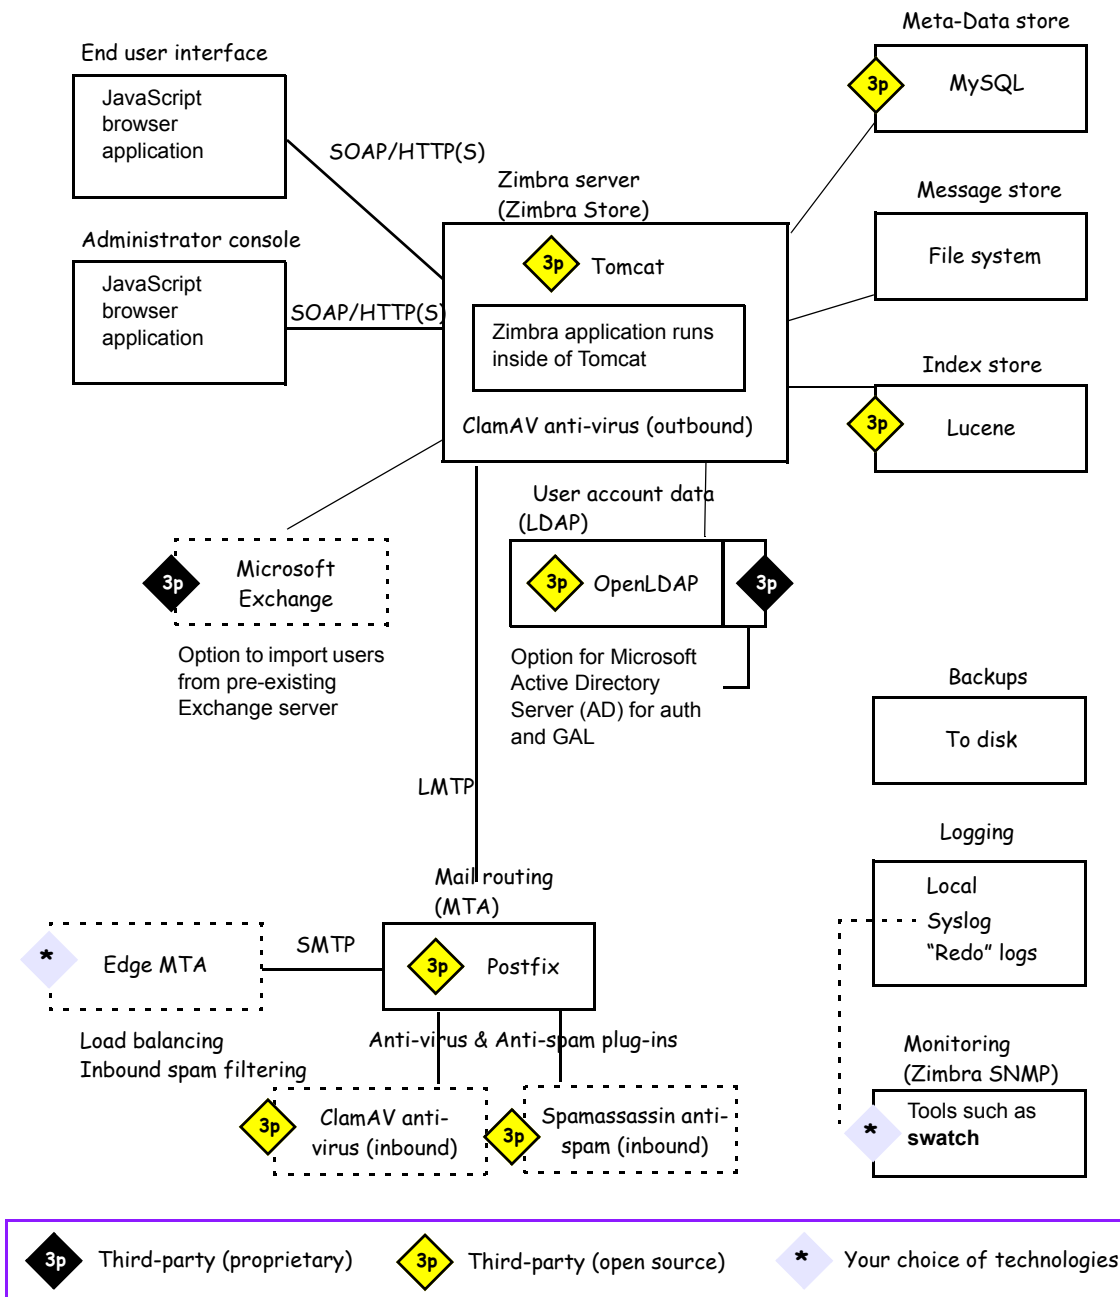 Meta-Data store
3p
MySQL
End user interface
JavaScript
browser
application
SOAP/HTTP(S)
Zimbra server
(Zimbra Store)
Message store
File system
Administrator console
JavaScript
browser
application
SOAP/HTTP(S)
3p
Tomcat
Zimbra application runs
inside of Tomcat
ClamAV anti-virus (outbound)
Index store
3p
Lucene
User account data
(LDAP)
3p
Microsoft
Exchange
3p
OpenLDAP
3p
Option to import users
from pre-existing
Exchange server
Option for Microsoft
Active Directory
Server (AD) for auth
and GAL
Backups
To disk
LMTP
Logging
Local
Syslog
“Redo” logs
Mail routing
(MTA)
*
Edge MTA
SMTP
3p
Postfix
Load balancing
Inbound spam filtering
Anti-virus & Anti-spam plug-ins
3p
ClamAV anti-
virus (inbound)
3p
Spamassassin anti-
spam (inbound)
Monitoring
(Zimbra SNMP)
*
Tools such as
swatch
3p Third-party (proprietary)
3p Third-party (open source)
* Your choice of technologies